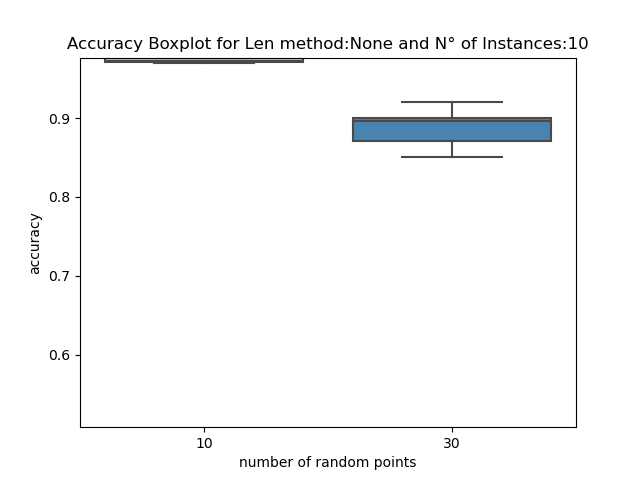 Accuracy Boxplot for Len method:None and N° of Instances:10
0.9
0.8
0.7
0.6
accuracy
10
30
number of random points